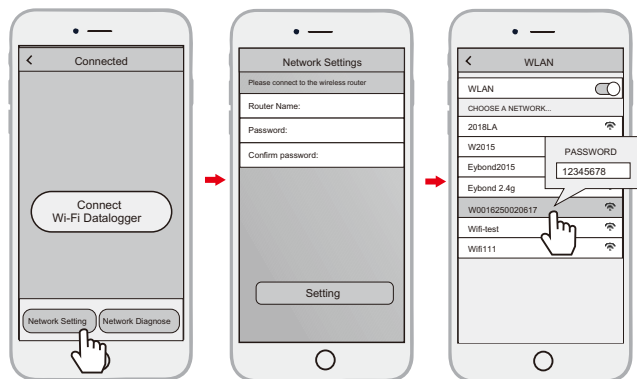 Connected
Connect
Wi-Fi Datalogger
Network Setting
Network Diagnose
Network Settings
Please connect to the wireless router
Router Name:
Password:
Confirm password:
Setting
WLAN
WLAN
CHOOSE A NETWORK...
2018LA
W2015
Eybond2015
Eybond 2.4g
W0016250020617
Wifi-test
Wifi111
PASSWORD
12345678